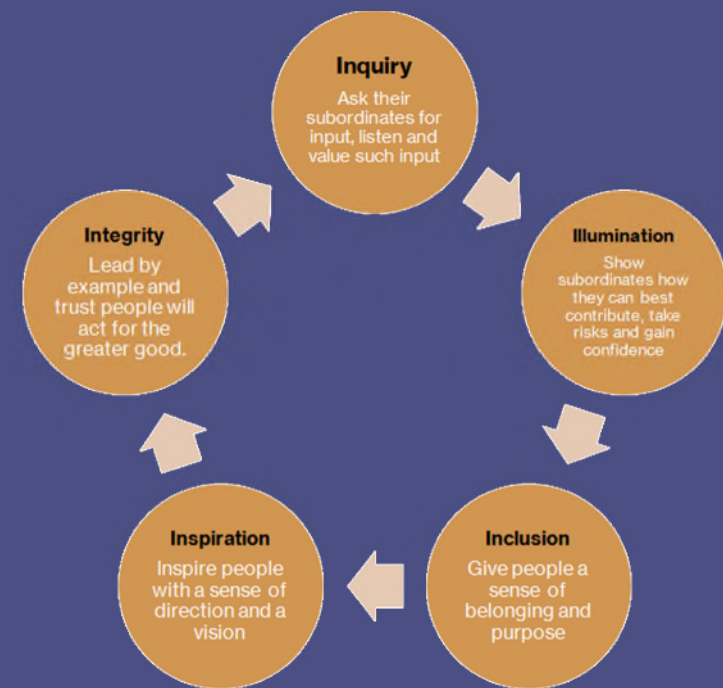 Inquiry
Ask their
subordinates for
input, listen and
value such input
Illumination
Show
subordinates how
they can best
contribute, take
risks and gain
confidence
Inclusion
Give people a
sense of
belonging and
purpose
Inspiration
Inspire people
with a sense of
direction and a
vision
Integrity
Lead by
example and
trust people will
act for the
greater good.